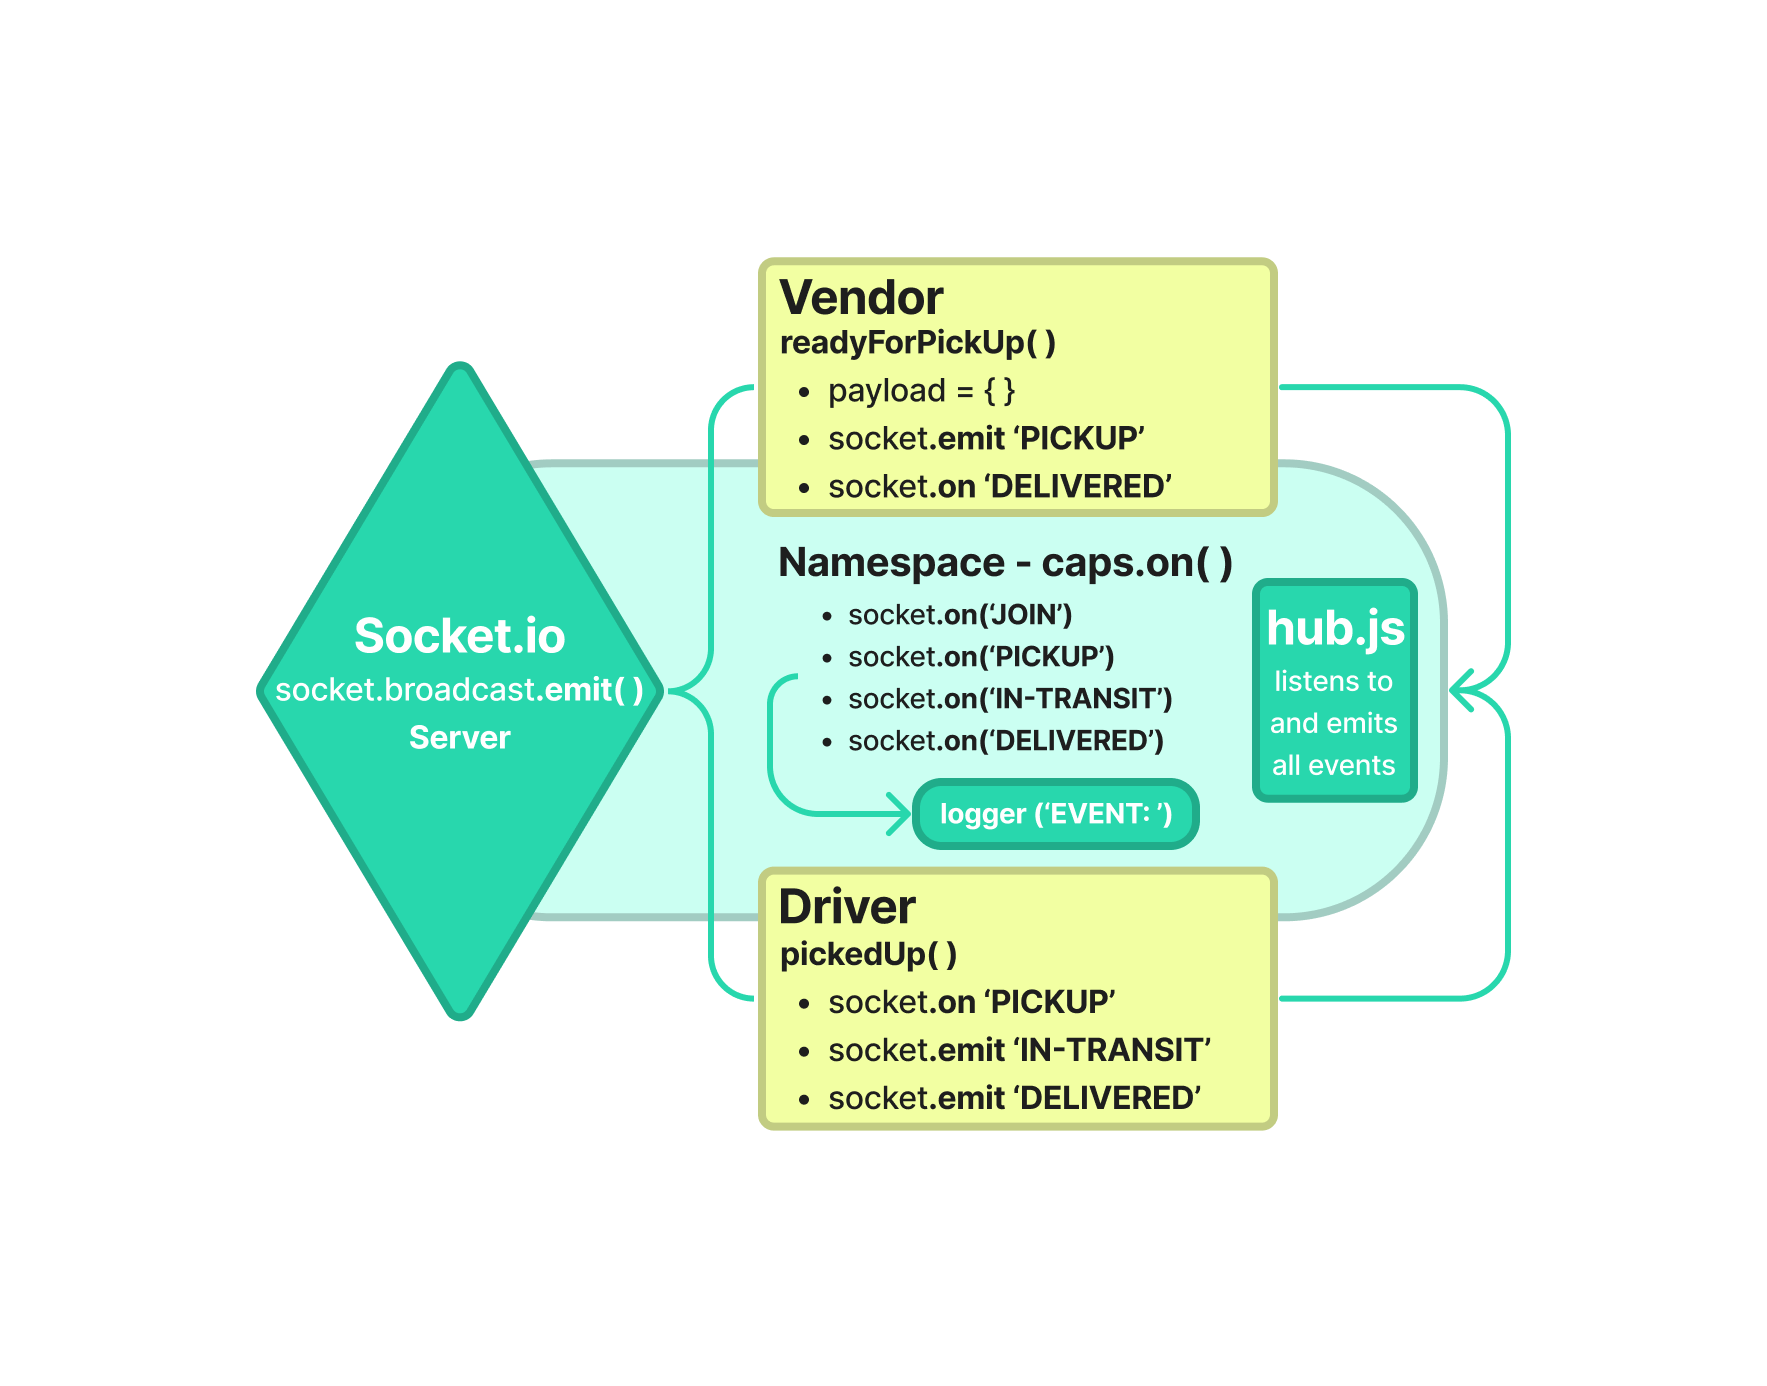 Socket.io
socket.broadcast.emit( )
Server
Vendor
readyForPickUp( )
• payload = { }
• socket.emit ‘PICKUP’
• socket.on ‘DELIVERED’
Namespace - caps.on( )
• socket.on(‘JOIN’)
• socket.on(‘PICKUP’)
• socket.on(‘IN-TRANSIT’)
• socket.on(‘DELIVERED’)
logger (‘EVENT: ’)
hub.js
listens to
and emits
all events
Driver
pickedUp( )
• socket.on ‘PICKUP’
• socket.emit ‘IN-TRANSIT’
• socket.emit ‘DELIVERED’